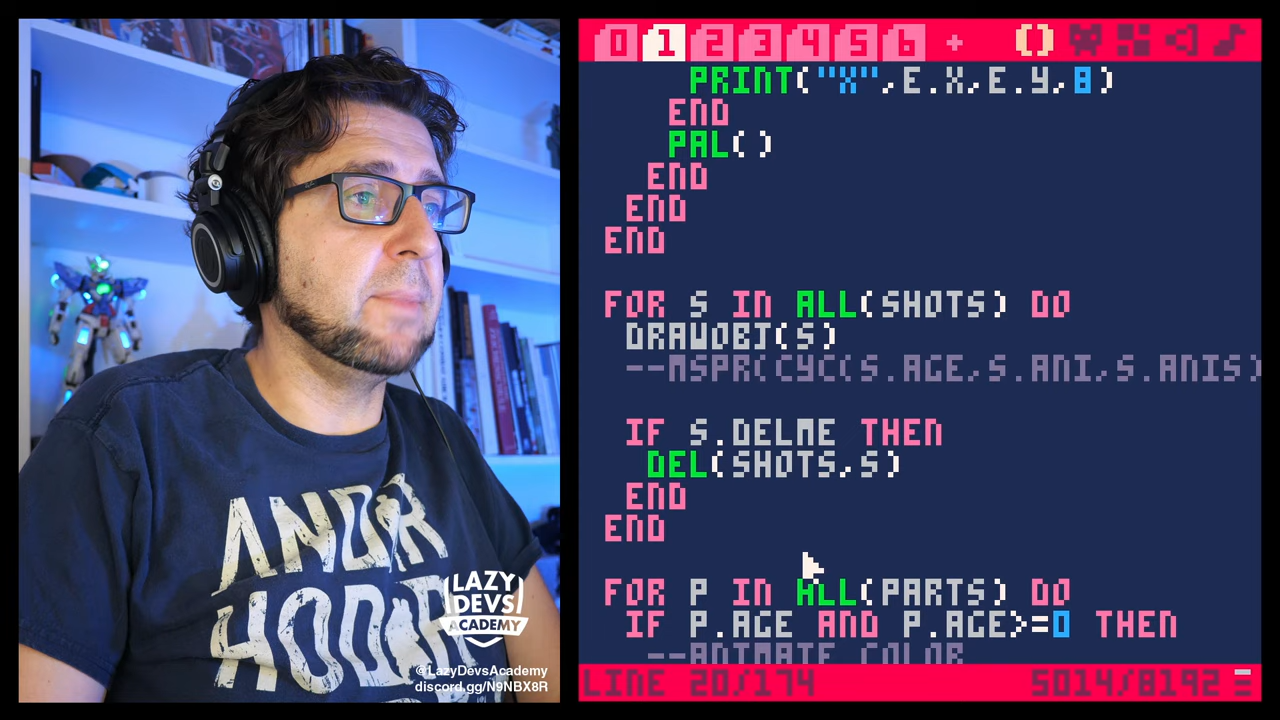 0 1 2 3 4 5 6 +
PRINT("X",E.X,E.Y,8)
END
PAL()
END
END
END
FOR S IN ALL(SHOTS) DO
DRAWOBJ(S)
--MSPR(CYC(S.AGE,S.ANI,S.ANIS)
IF S.DELME THEN
DEL(SHOTS,S)
END
END
FOR P IN ALL(PARTS) DO
IF P.AGE AND P.AGE>=0 THEN
--ANIMATE COLOR
LINE 20/174 5014/8192
ANDR
HODOR
LAZY
DEVS
ACADEMY
@LazyDevsAcademy
discord.gg/N9NBX8R